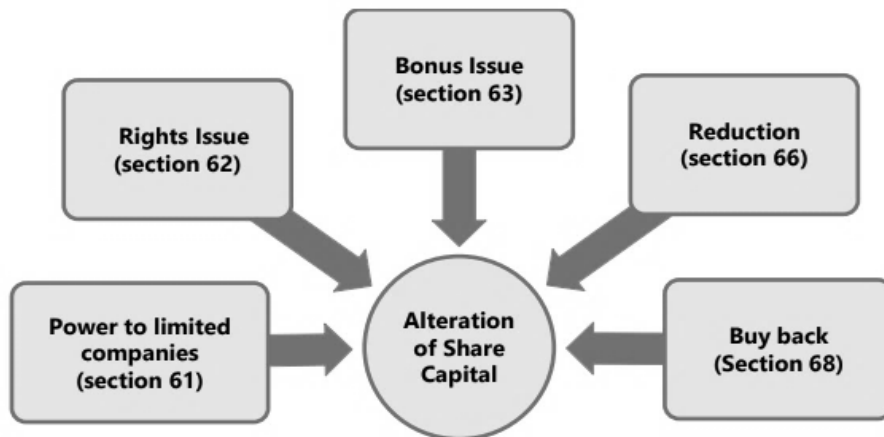 Bonus Issue
(section 63)
Rights Issue
(section 62)
Reduction
(section 66)
Power to limited
companies
(section 61)
Alteration
of Share
Capital
Buy back
(Section 68)